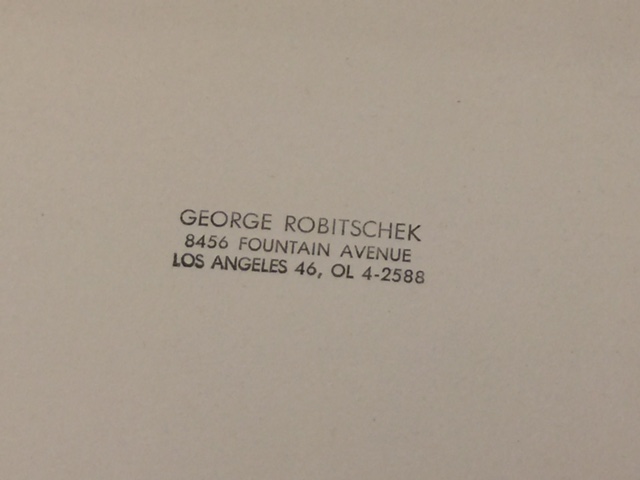 GEORGE ROBITSCHEK
8456 FOUNTAIN AVENUE
LOS ANGELES 46, OL 4-2588